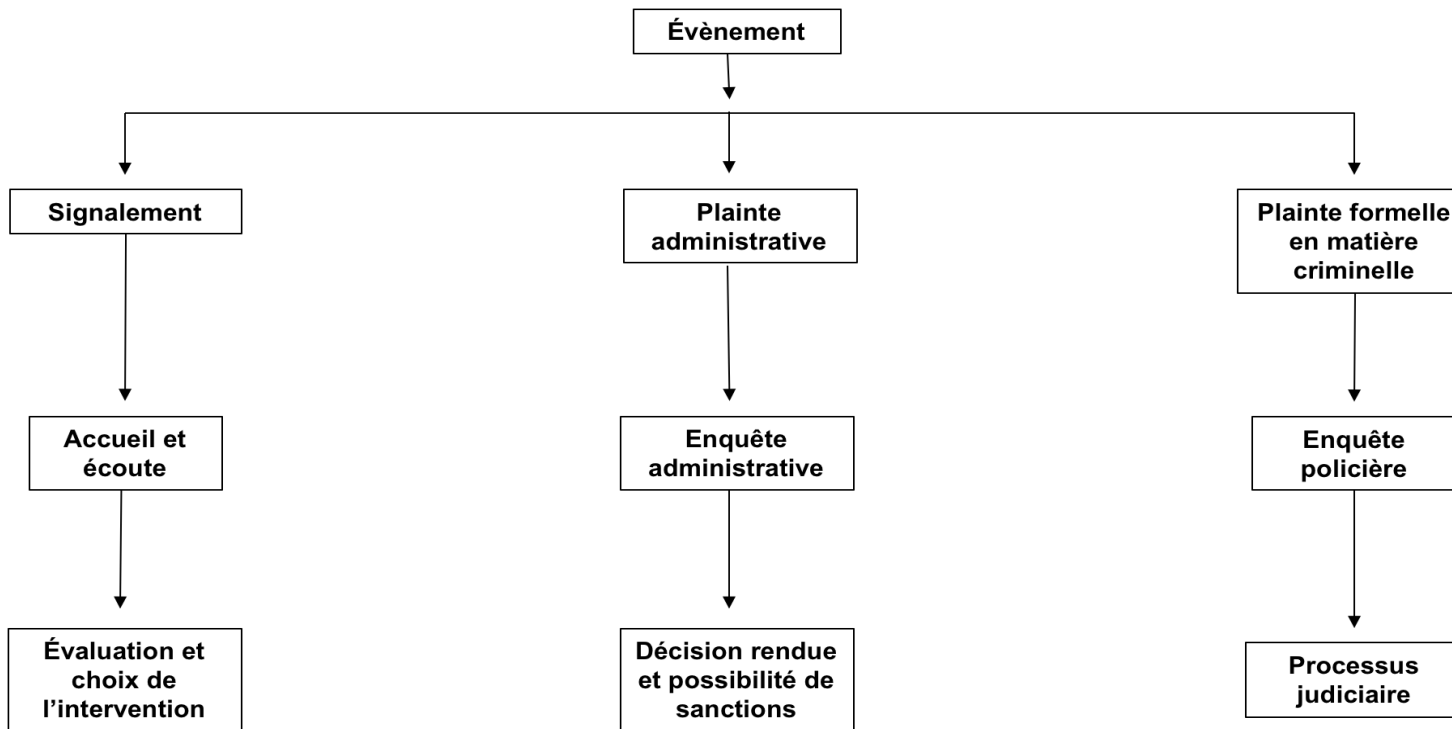 Évènement
Signalement
Plainte
administrative
Plainte formelle
en matière
criminelle
Accueil et
écoute
Enquête
administrative
Enquête
policière
Évaluation et
choix de
l’intervention
Décision rendue
et possibilité de
sanctions
Processus
judiciaire